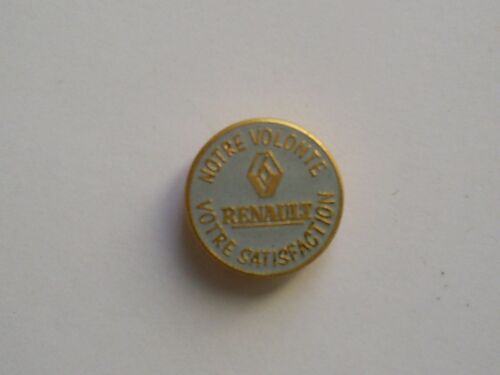 NOTRE VOLONTE
RENAULT
VOTRE SATISFACTION